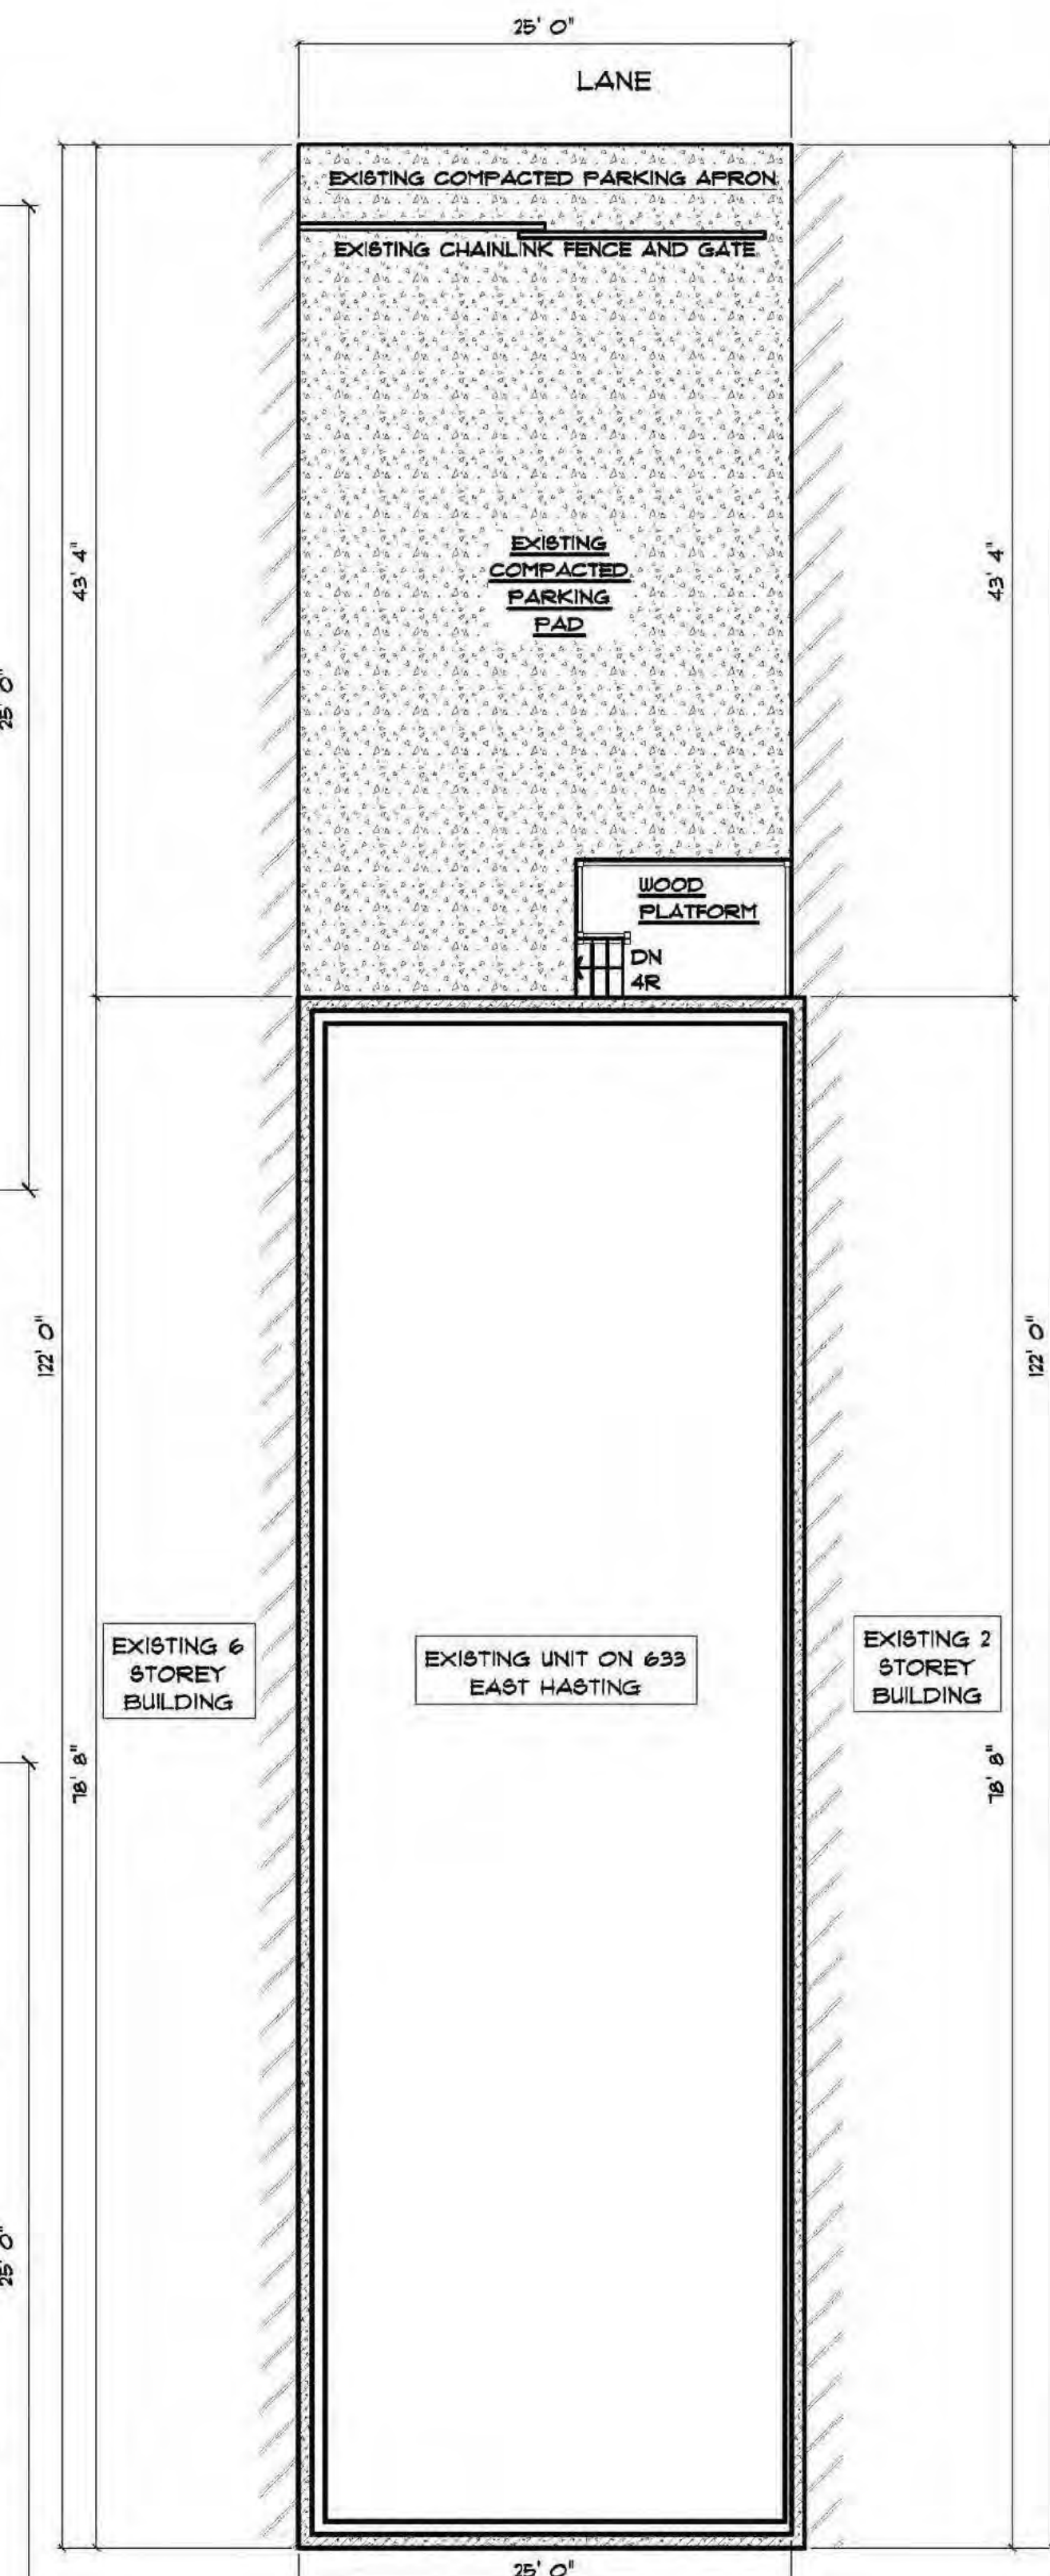 25' 0"
LANE
EXISTING COMPACTED PARKING APRON
EXISTING CHAINLINK FENCE AND GATE
43' 4"
EXISTING
COMPACTED
PARKING
PAD
43' 4"
25' 0"
WOOD
PLATFORM
DN
4R
122' 0"
122' 0"
EXISTING 6
STOREY
BUILDING
EXISTING UNIT ON 633
EAST HASTING
EXISTING 2
STOREY
BUILDING
78' 8"
78' 8"
25' 0"
25' 0"